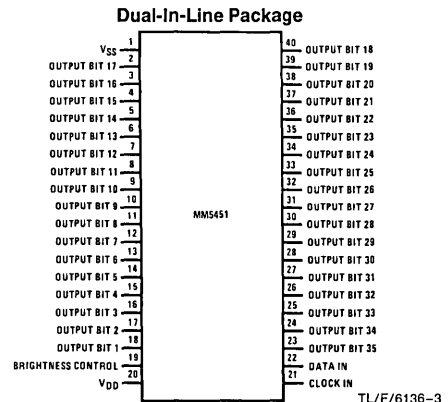 Dual-In-Line Package
VSS 1
OUTPUT BIT 17 2
OUTPUT BIT 16 3
OUTPUT BIT 15 4
OUTPUT BIT 14 5
OUTPUT BIT 13 6
OUTPUT BIT 12 7
OUTPUT BIT 11 8
OUTPUT BIT 10 9
OUTPUT BIT 9 10
OUTPUT BIT 8 11
OUTPUT BIT 7 12
OUTPUT BIT 6 13
OUTPUT BIT 5 14
OUTPUT BIT 4 15
OUTPUT BIT 3 16
OUTPUT BIT 2 17
OUTPUT BIT 1 18
BRIGHTNESS CONTROL 19
VDD 20
MM5451
40 OUTPUT BIT 18
39 OUTPUT BIT 19
38 OUTPUT BIT 20
37 OUTPUT BIT 21
36 OUTPUT BIT 22
35 OUTPUT BIT 23
34 OUTPUT BIT 24
33 OUTPUT BIT 25
32 OUTPUT BIT 26
31 OUTPUT BIT 27
30 OUTPUT BIT 28
29 OUTPUT BIT 29
28 OUTPUT BIT 30
27 OUTPUT BIT 31
26 OUTPUT BIT 32
25 OUTPUT BIT 33
24 OUTPUT BIT 34
23 OUTPUT BIT 35
22 DATA IN
21 CLOCK IN
TL/F/6136-3